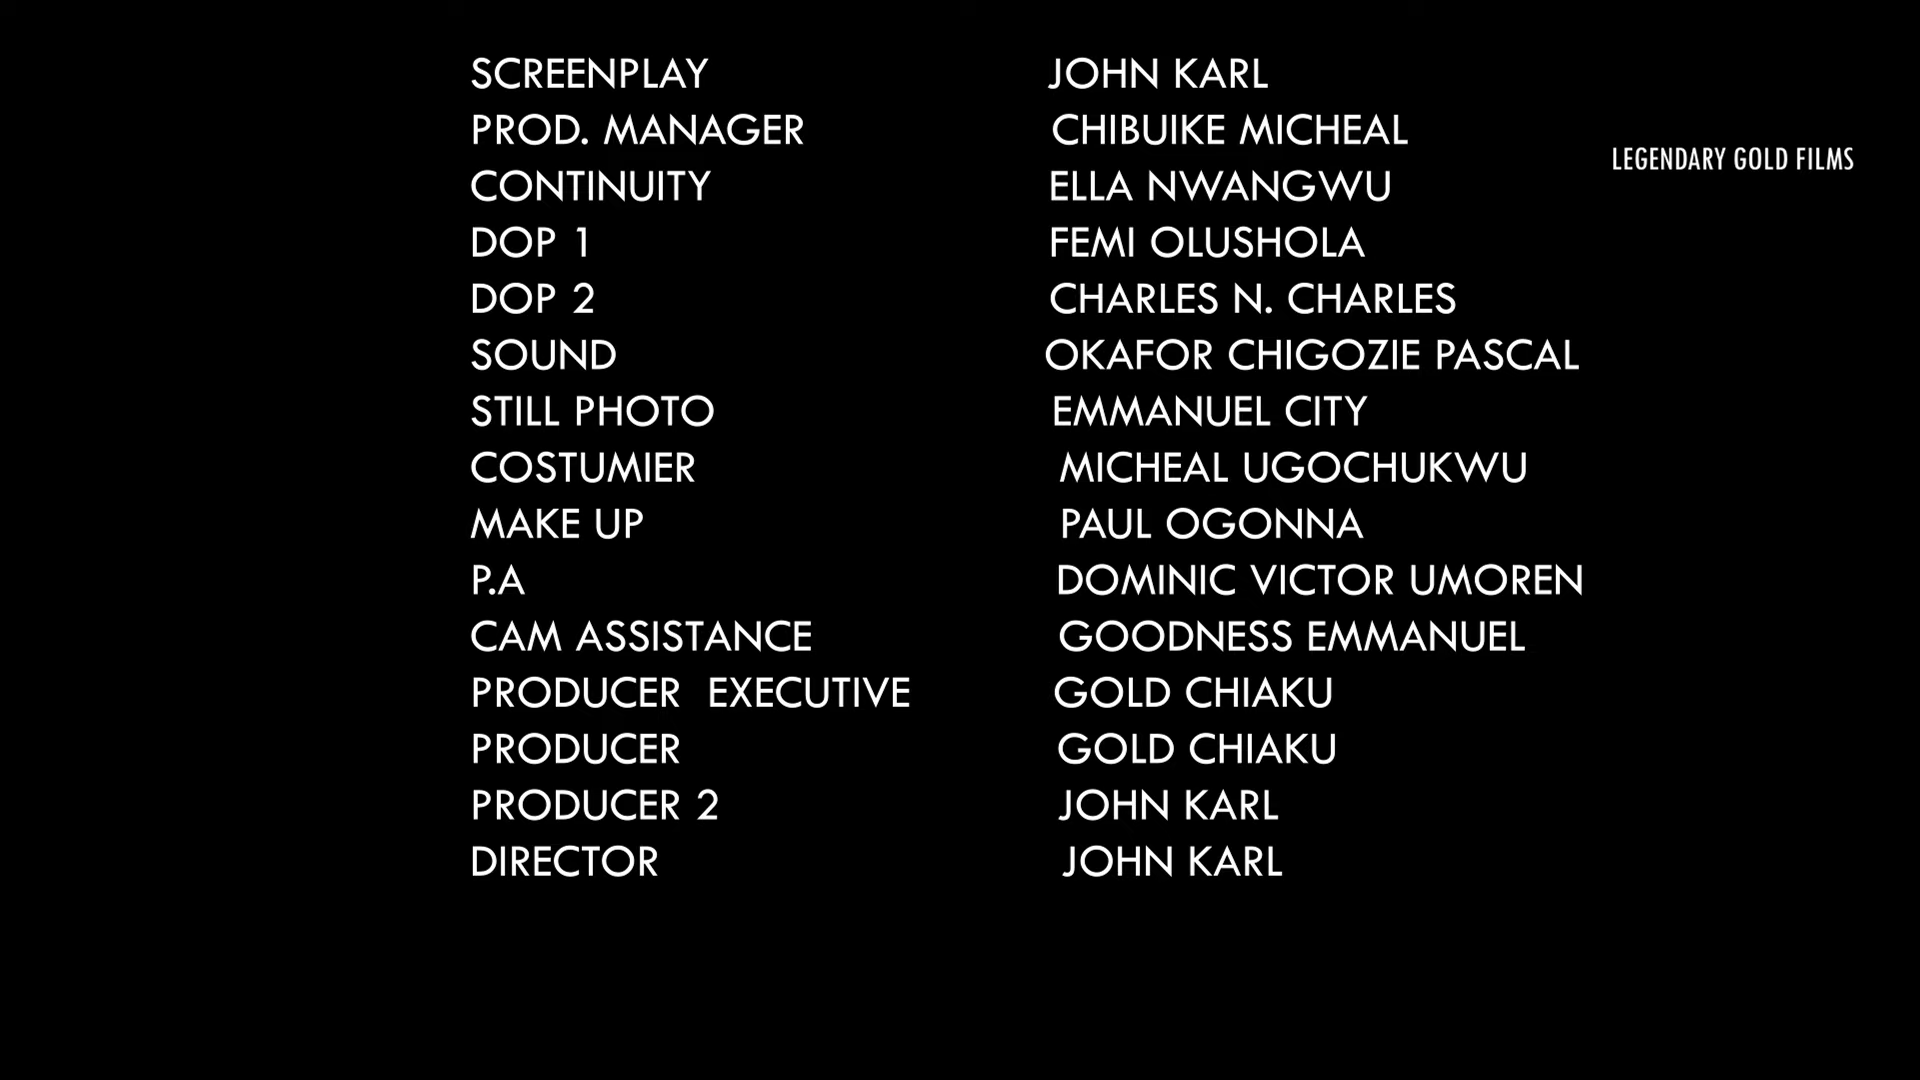 SCREENPLAY JOHN KARL
PROD. MANAGER CHIBUIKE MICHEAL
LEGENDARY GOLD FILMS
CONTINUITY ELLA NWANGWU
DOP 1 FEMI OLUSHOLA
DOP 2 CHARLES N. CHARLES
SOUND OKAFOR CHIGOZIE PASCAL
STILL PHOTO EMMANUEL CITY
COSTUMIER MICHEAL UGOCHUKWU
MAKE UP PAUL OGONNA
P.A DOMINIC VICTOR UMOREN
CAM ASSISTANCE GOODNESS EMMANUEL
PRODUCER  EXECUTIVE GOLD CHIAKU
PRODUCER GOLD CHIAKU
PRODUCER 2 JOHN KARL
DIRECTOR JOHN KARL